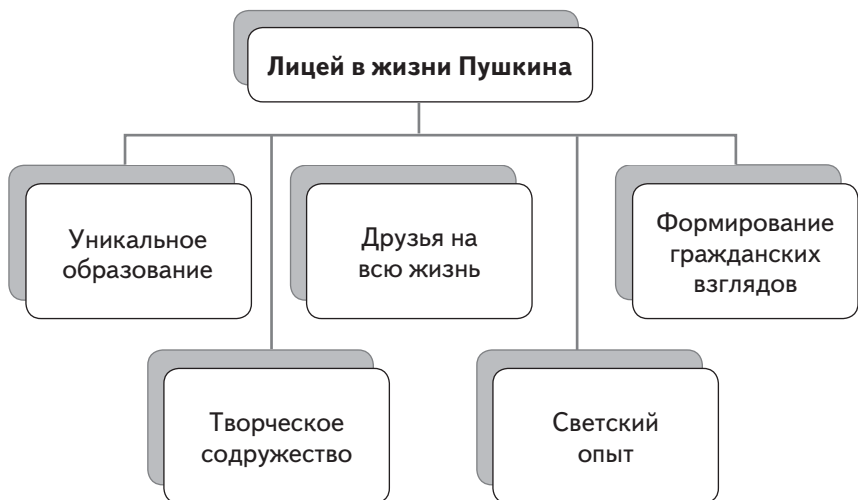 Лицей в жизни Пушкина
Уникальное
образование
Друзья на
всю жизнь
Формирование
гражданских
взглядов
Творческое
содружество
Светский
опыт